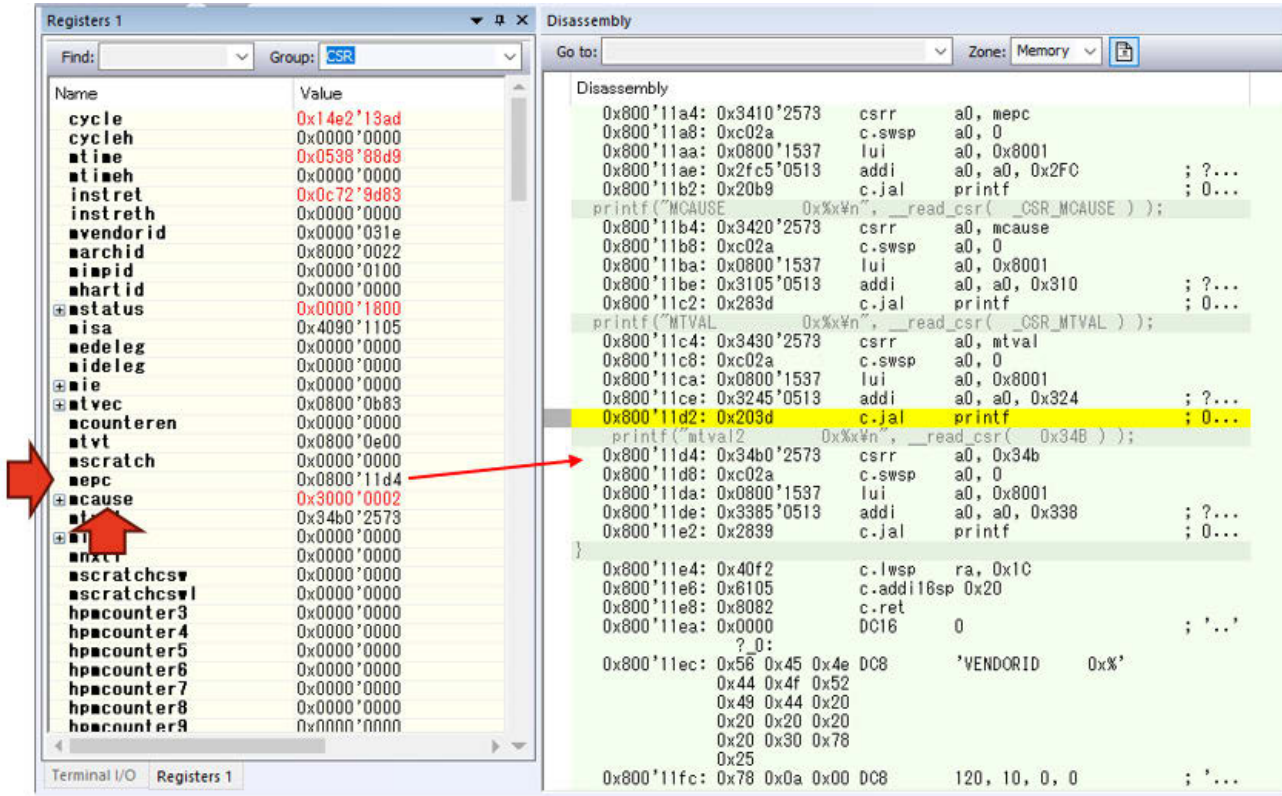 Registers 1
Find:
Group: CSR
Name Value
cycle 0x14e2'13ad
cycleh 0x0000'0000
mtime 0x0538'88d9
mtimeh 0x0000'0000
instret 0x0c72'9d83
instreth 0x0000'0000
mvendorid 0x0000'031e
marchid 0x8000'0022
mimpid 0x0000'0100
mhartid 0x0000'0000
mstatus 0x0000'1800
misa 0x4090'1105
medeleg 0x0000'0000
mideleg 0x0000'0000
mie 0x0000'0000
mtvec 0x0800'0b83
mcounteren 0x0000'0000
mtvt 0x0800'0e00
mscratch 0x0000'0000
mepc 0x0800'11d4
mcause 0x3000'0002
0x34b0'2573
0x0000'0000
mnxti 0x0000'0000
mscratchcsw 0x0000'0000
mscratchcswl 0x0000'0000
hpmcounter3 0x0000'0000
hpmcounter4 0x0000'0000
hpmcounter5 0x0000'0000
hpmcounter6 0x0000'0000
hpmcounter7 0x0000'0000
hpmcounter8 0x0000'0000
hpmcounter9 0x0000'0000
Terminal I/O Registers 1
Disassembly
Go to:
Zone: Memory
Disassembly
0x800'11a4: 0x3410'2573 csrr a0, mepc
0x800'11a8: 0xc02a c.swsp a0, 0
0x800'11aa: 0x0800'1537 lui a0, 0x8001
0x800'11ae: 0x2fc5'0513 addi a0, a0, 0x2FC ; ?...
0x800'11b2: 0x20b9 c.jal printf ; 0...
printf("MCAUSE 0x%x¥n", __read_csr( _CSR_MCAUSE ) );
0x800'11b4: 0x3420'2573 csrr a0, mcause
0x800'11b8: 0xc02a c.swsp a0, 0
0x800'11ba: 0x0800'1537 lui a0, 0x8001
0x800'11be: 0x3105'0513 addi a0, a0, 0x310 ; ?...
0x800'11c2: 0x283d c.jal printf ; 0...
printf("MTVAL 0x%x¥n", __read_csr( _CSR_MTVAL ) );
0x800'11c4: 0x3430'2573 csrr a0, mtval
0x800'11c8: 0xc02a c.swsp a0, 0
0x800'11ca: 0x0800'1537 lui a0, 0x8001
0x800'11ce: 0x3245'0513 addi a0, a0, 0x324 ; ?...
0x800'11d2: 0x203d c.jal printf ; 0...
printf("mtval2 0x%x¥n", __read_csr( 0x34B ) );
0x800'11d4: 0x34b0'2573 csrr a0, 0x34b
0x800'11d8: 0xc02a c.swsp a0, 0
0x800'11da: 0x0800'1537 lui a0, 0x8001
0x800'11de: 0x3385'0513 addi a0, a0, 0x338 ; ?...
0x800'11e2: 0x2839 c.jal printf ; 0...
}
0x800'11e4: 0x40f2 c.lwsp ra, 0x1C
0x800'11e6: 0x6105 c.addi16sp 0x20
0x800'11e8: 0x8082 c.ret
0x800'11ea: 0x0000 DC16 0 ; '..'
?_0:
0x800'11ec: 0x56 0x45 0x4e DC8 'VENDORID 0x%'
0x44 0x4f 0x52
0x49 0x44 0x20
0x20 0x20 0x20
0x20 0x30 0x78
0x25
0x800'11fc: 0x78 0x0a 0x00 DC8 120, 10, 0, 0 ; '...